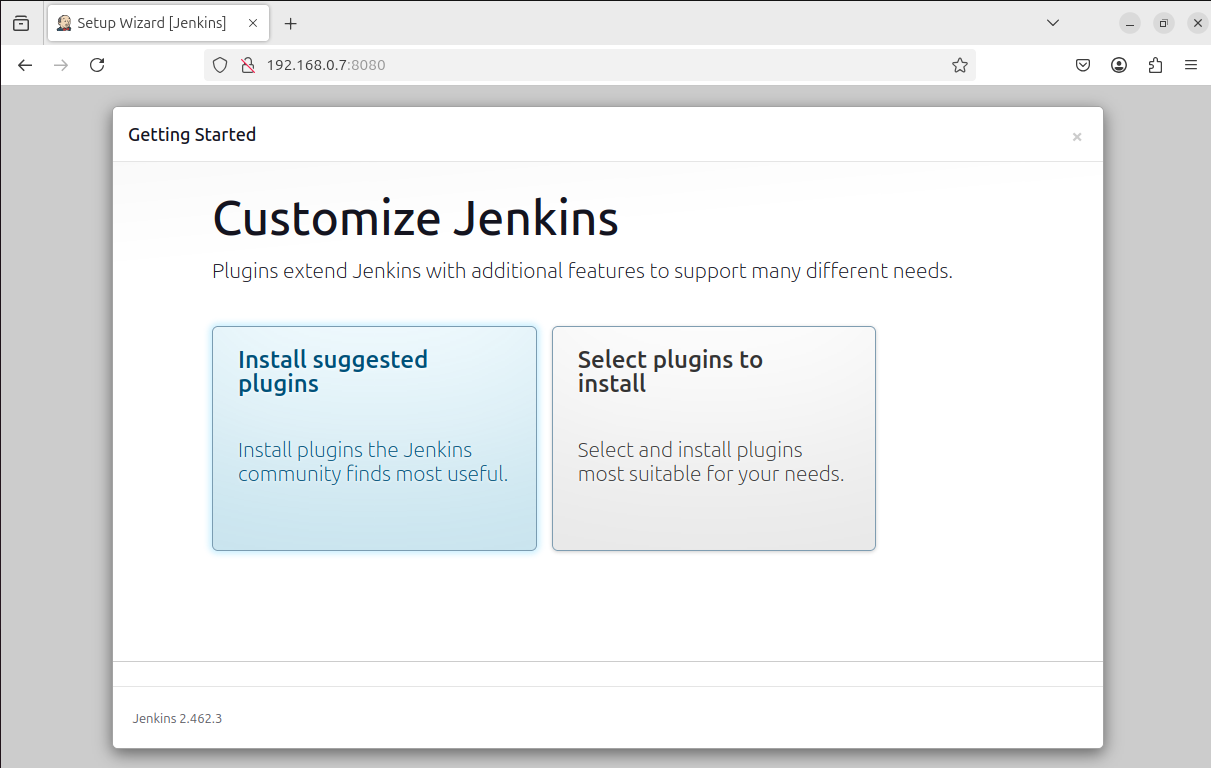 Setup Wizard [Jenkins]
192.168.0.7:8080
Getting Started
Customize Jenkins
Plugins extend Jenkins with additional features to support many different needs.
Install suggested
plugins
Install plugins the Jenkins
community finds most useful.
Select plugins to
install
Select and install plugins
most suitable for your needs.
Jenkins 2.462.3